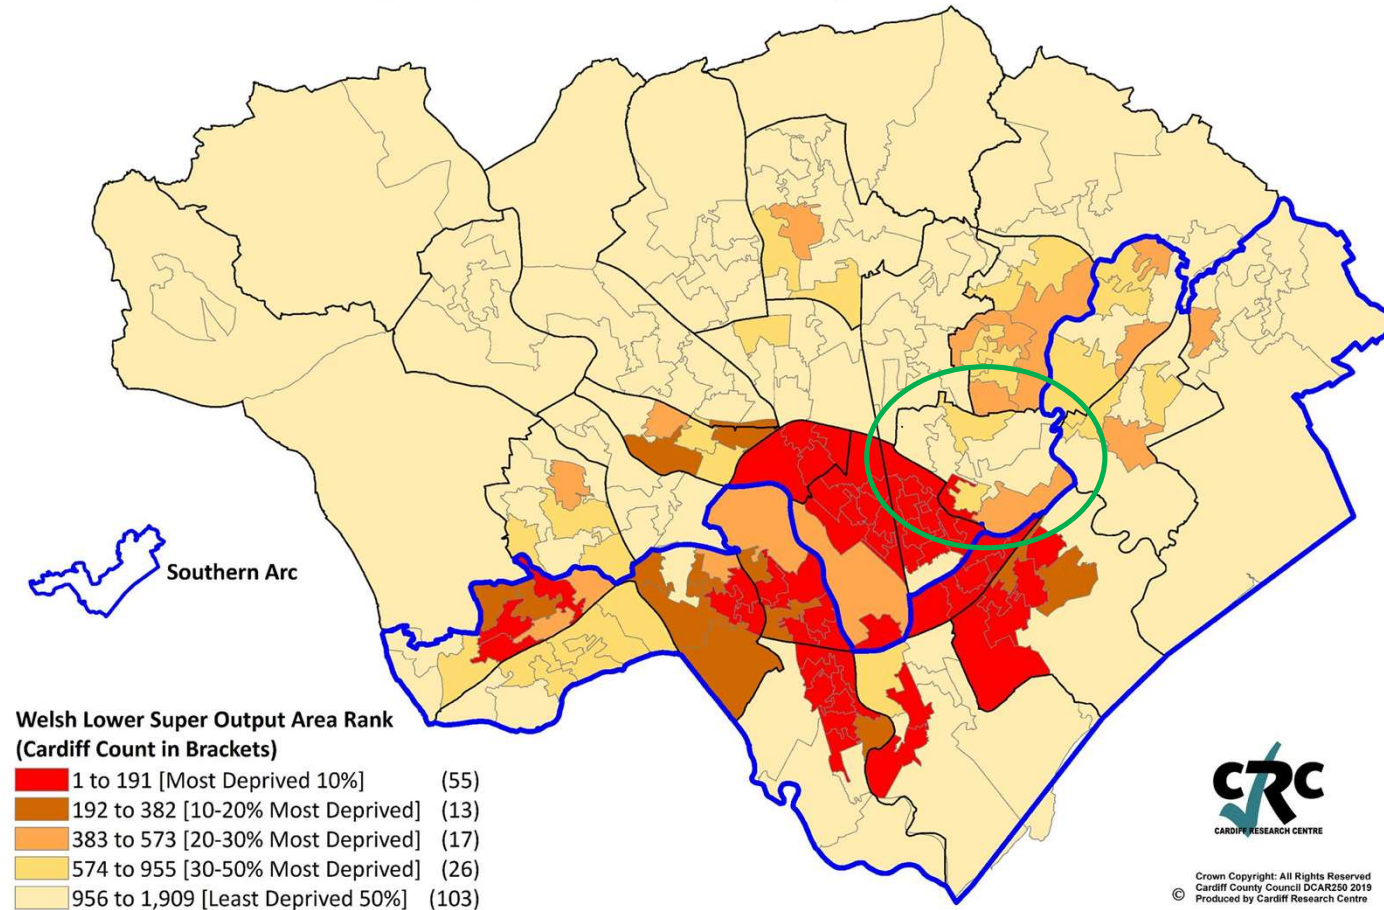 Southern Arc
Welsh Lower Super Output Area Rank
(Cardiff Count in Brackets)
1 to 191 [Most Deprived 10%] (55)
192 to 382 [10-20% Most Deprived] (13)
383 to 573 [20-30% Most Deprived] (17)
574 to 955 [30-50% Most Deprived] (26)
956 to 1,909 [Least Deprived 50%] (103)
CRC
CARDIFF RESEARCH CENTRE
Crown Copyright: All Rights Reserved
Cardiff County Council DCAR250 2019
© Produced by Cardiff Research Centre